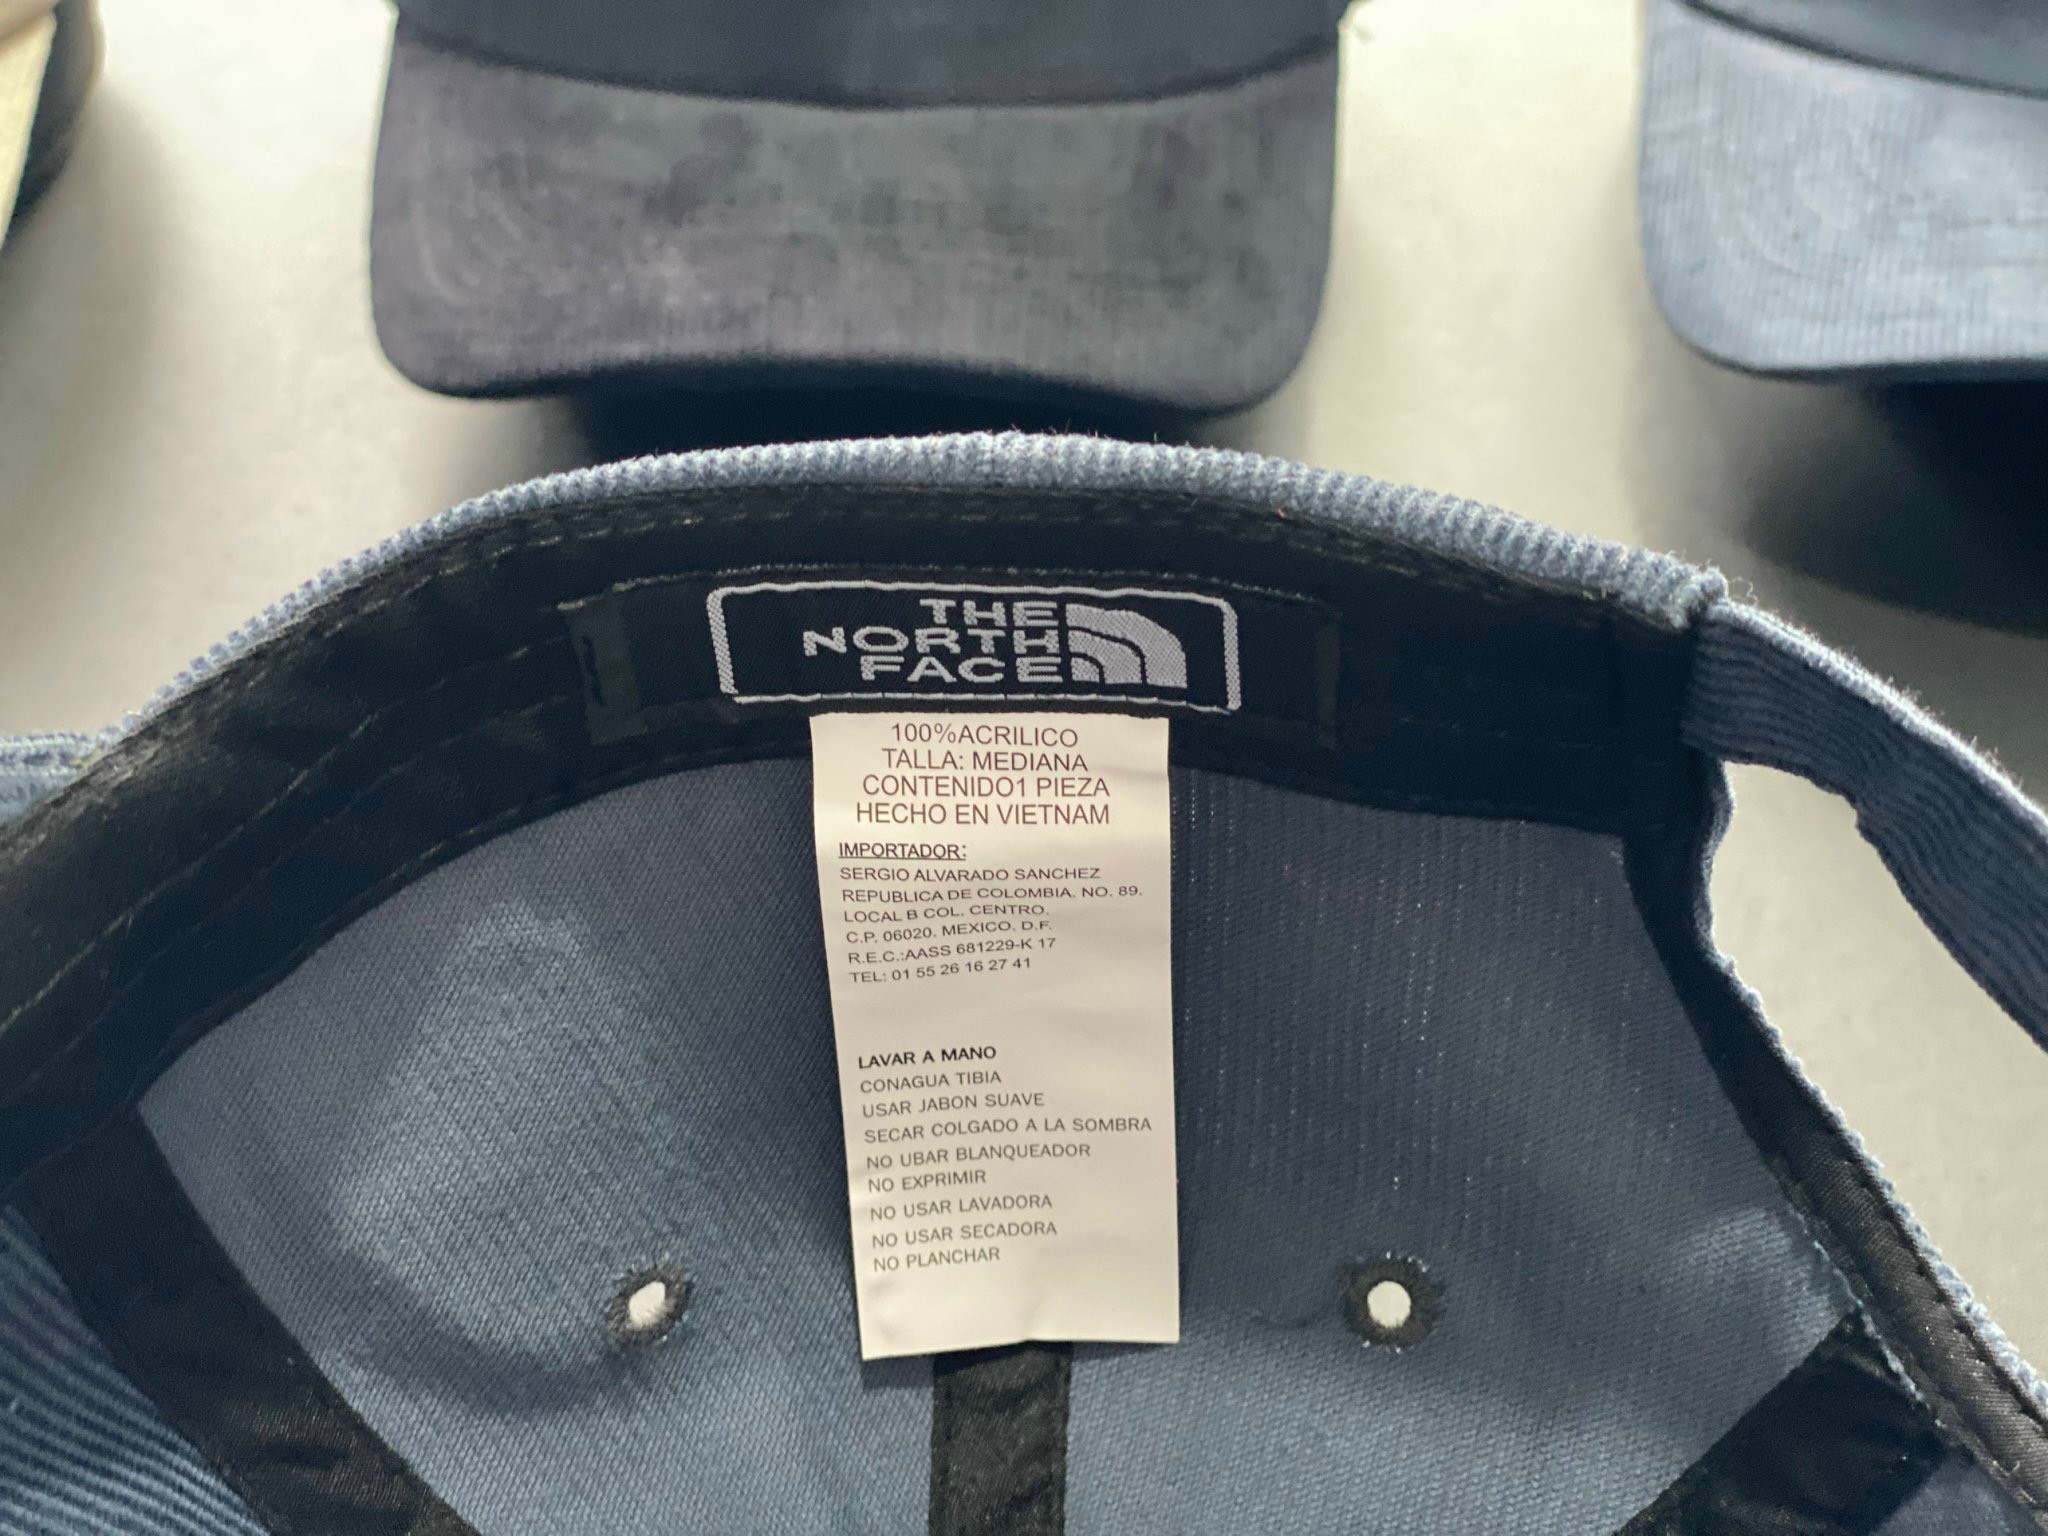 THE
NORTH
FACE
100%ACRILICO
TALLA: MEDIANA
CONTENIDO1 PIEZA
HECHO EN VIETNAM
IMPORTADOR:
SERGIO ALVARADO SANCHEZ
REPUBLICA DE COLOMBIA. NO. 89.
LOCAL B COL. CENTRO.
C.P. 06020. MEXICO. D.F.
R.E.C.:AASS 681229-K 17
TEL: 01 55 26 16 27 41
LAVAR A MANO
CONAGUA TIBIA
USAR JABON SUAVE
SECAR COLGADO A LA SOMBRA
NO UBAR BLANQUEADOR
NO EXPRIMIR
NO USAR LAVADORA
NO USAR SECADORA
NO PLANCHAR